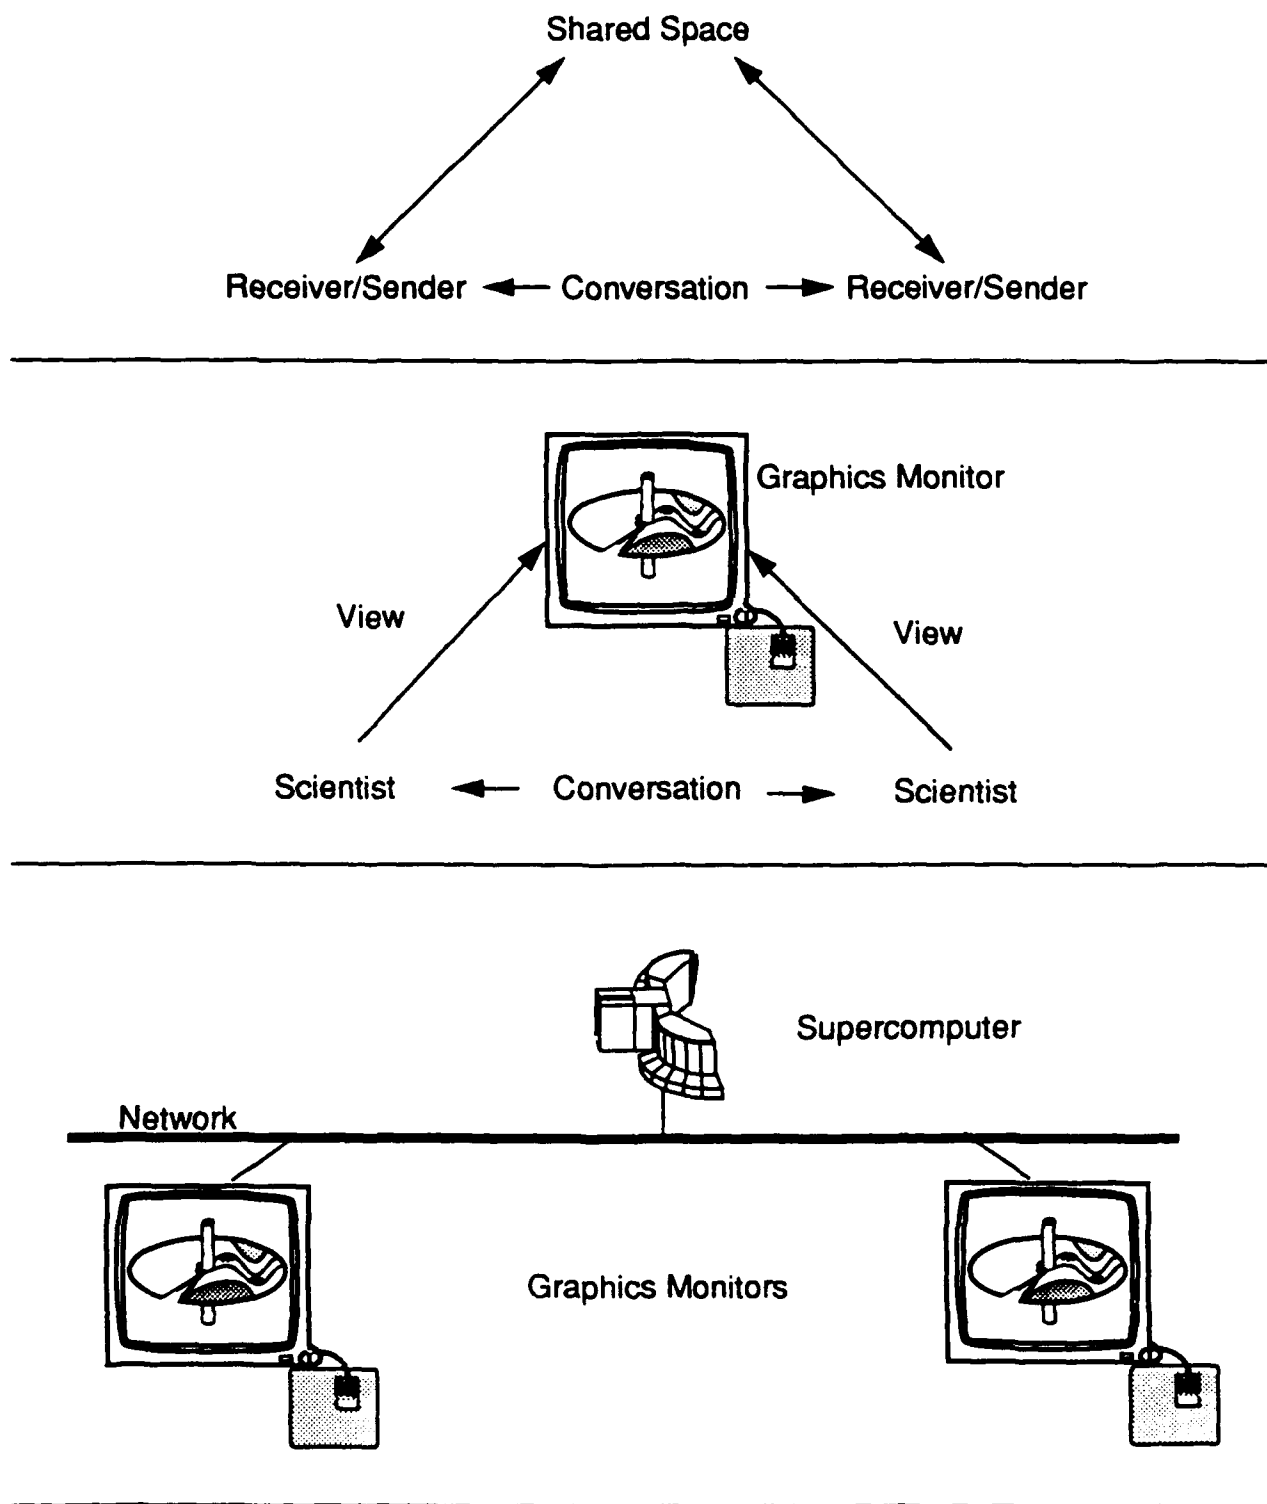 Shared Space
Receiver/Sender Conversation Receiver/Sender
Graphics Monitor
View
View
Scientist Conversation Scientist
Supercomputer
Network
Graphics Monitors